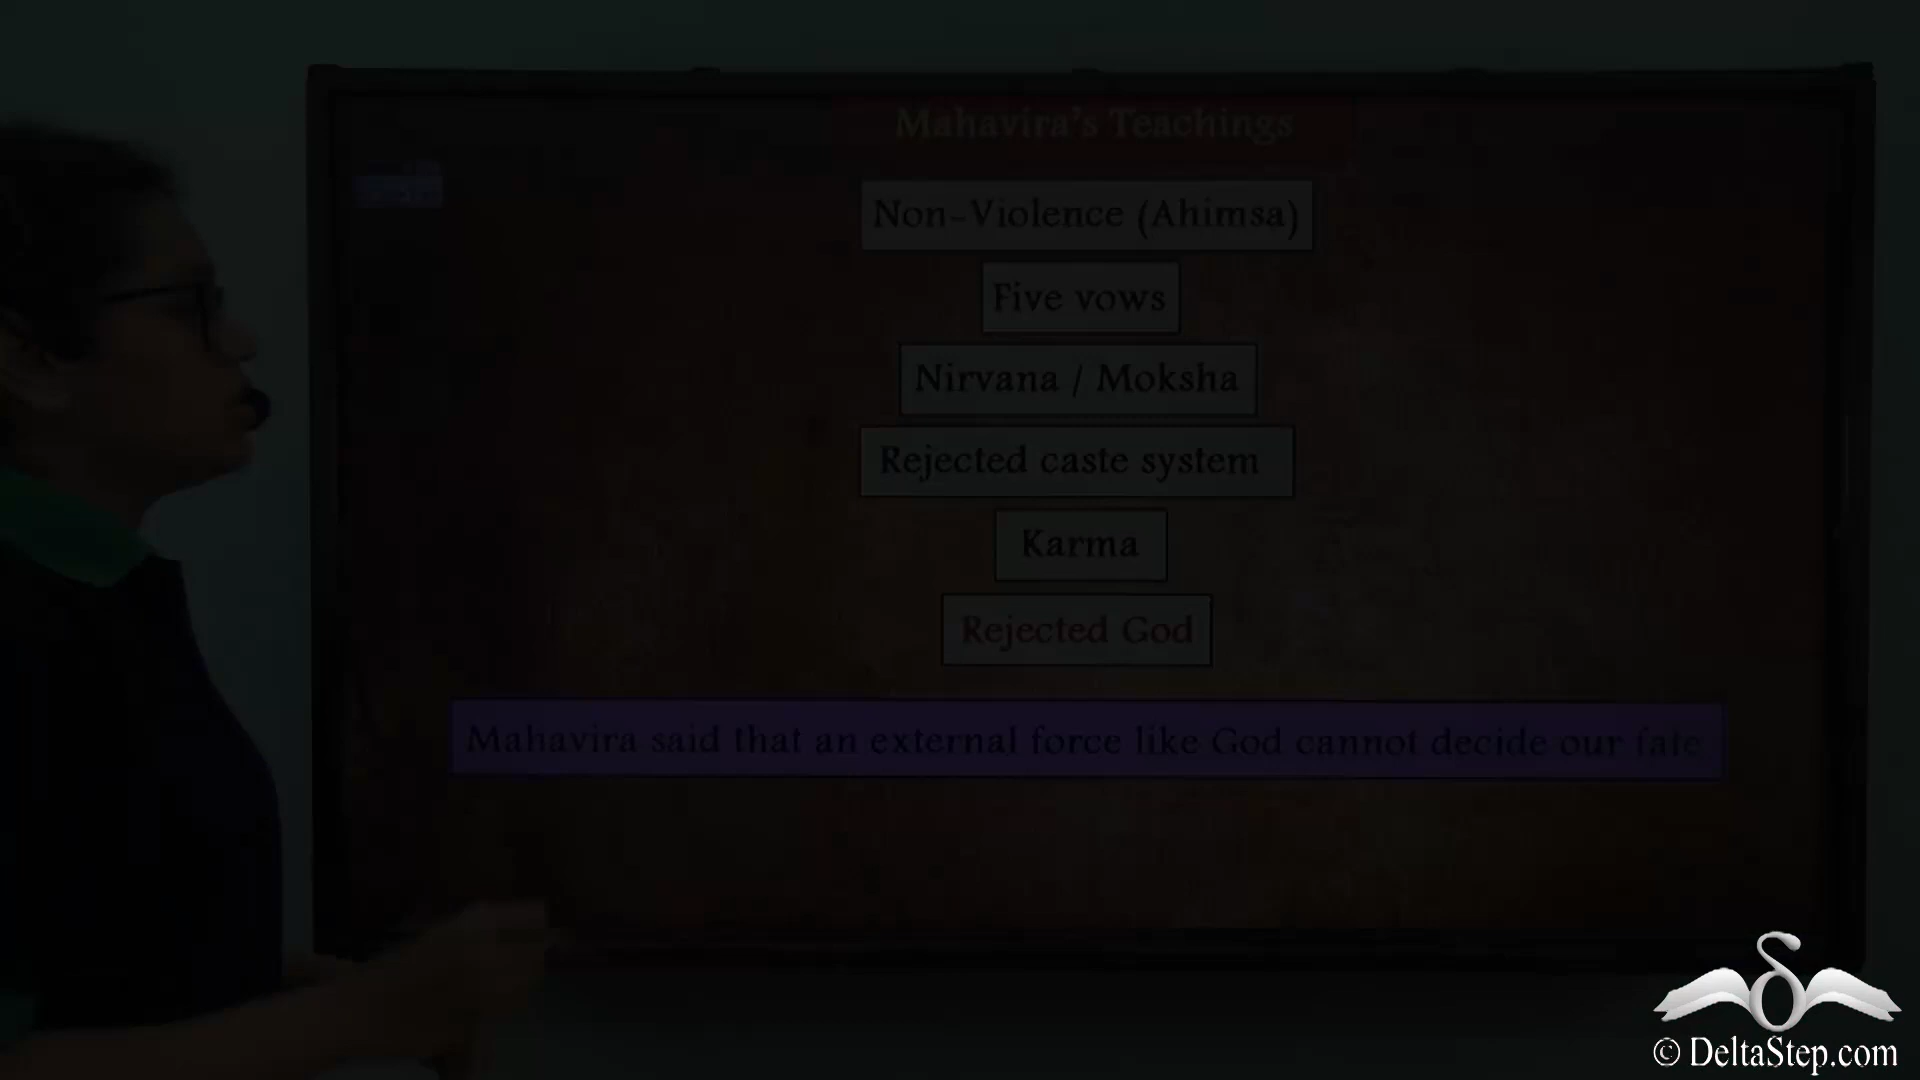 Mahavira's Teachings
Non-Violence (Ahimsa)
Five vows
Nirvana / Moksha
Rejected caste system
Karma
Rejected God
Mahavira said that an external force like God cannot decide our fate
© DeltaStep.com